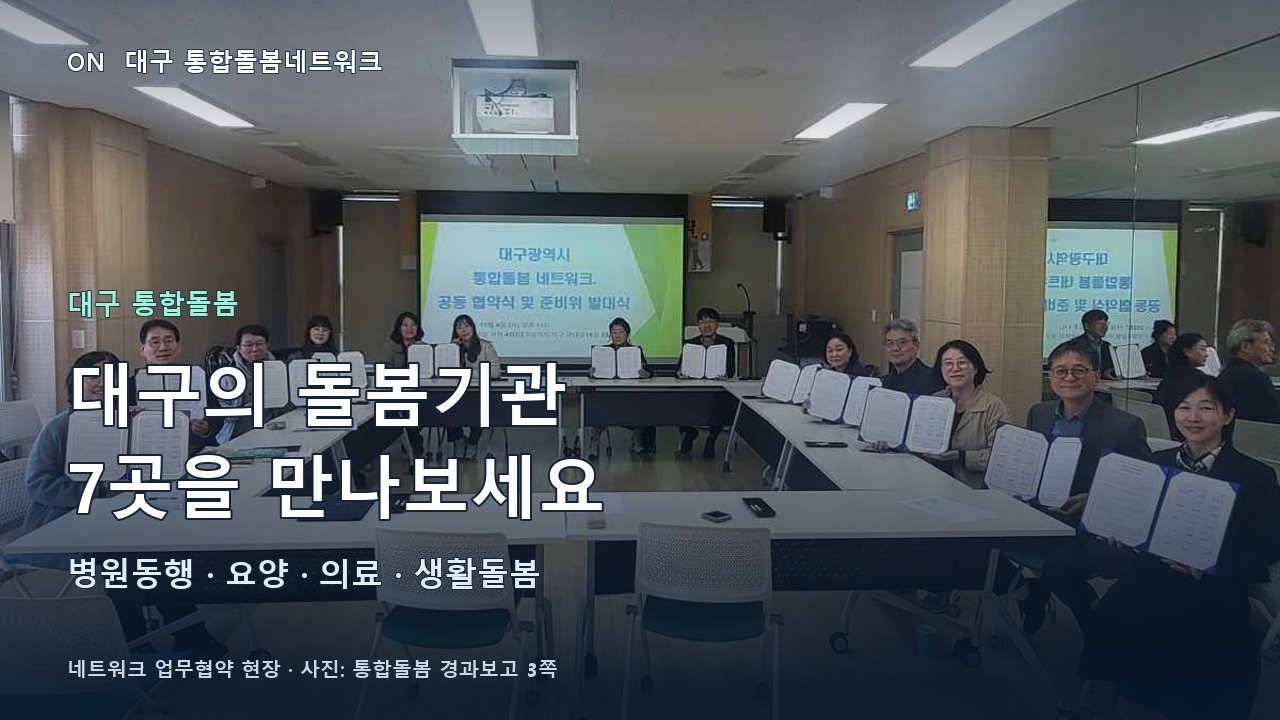 ON 대구 통합돌봄네트워크
대구광역시
통합돌봄 네트워크.
공동 협약식 및 준비위 발대식
대구 통합돌봄
대구의 돌봄기관
7곳을 만나보세요
병원동행 · 요양 · 의료 · 생활돌봄
네트워크 업무협약 현장 · 사진: 통합돌봄 경과보고 3쪽